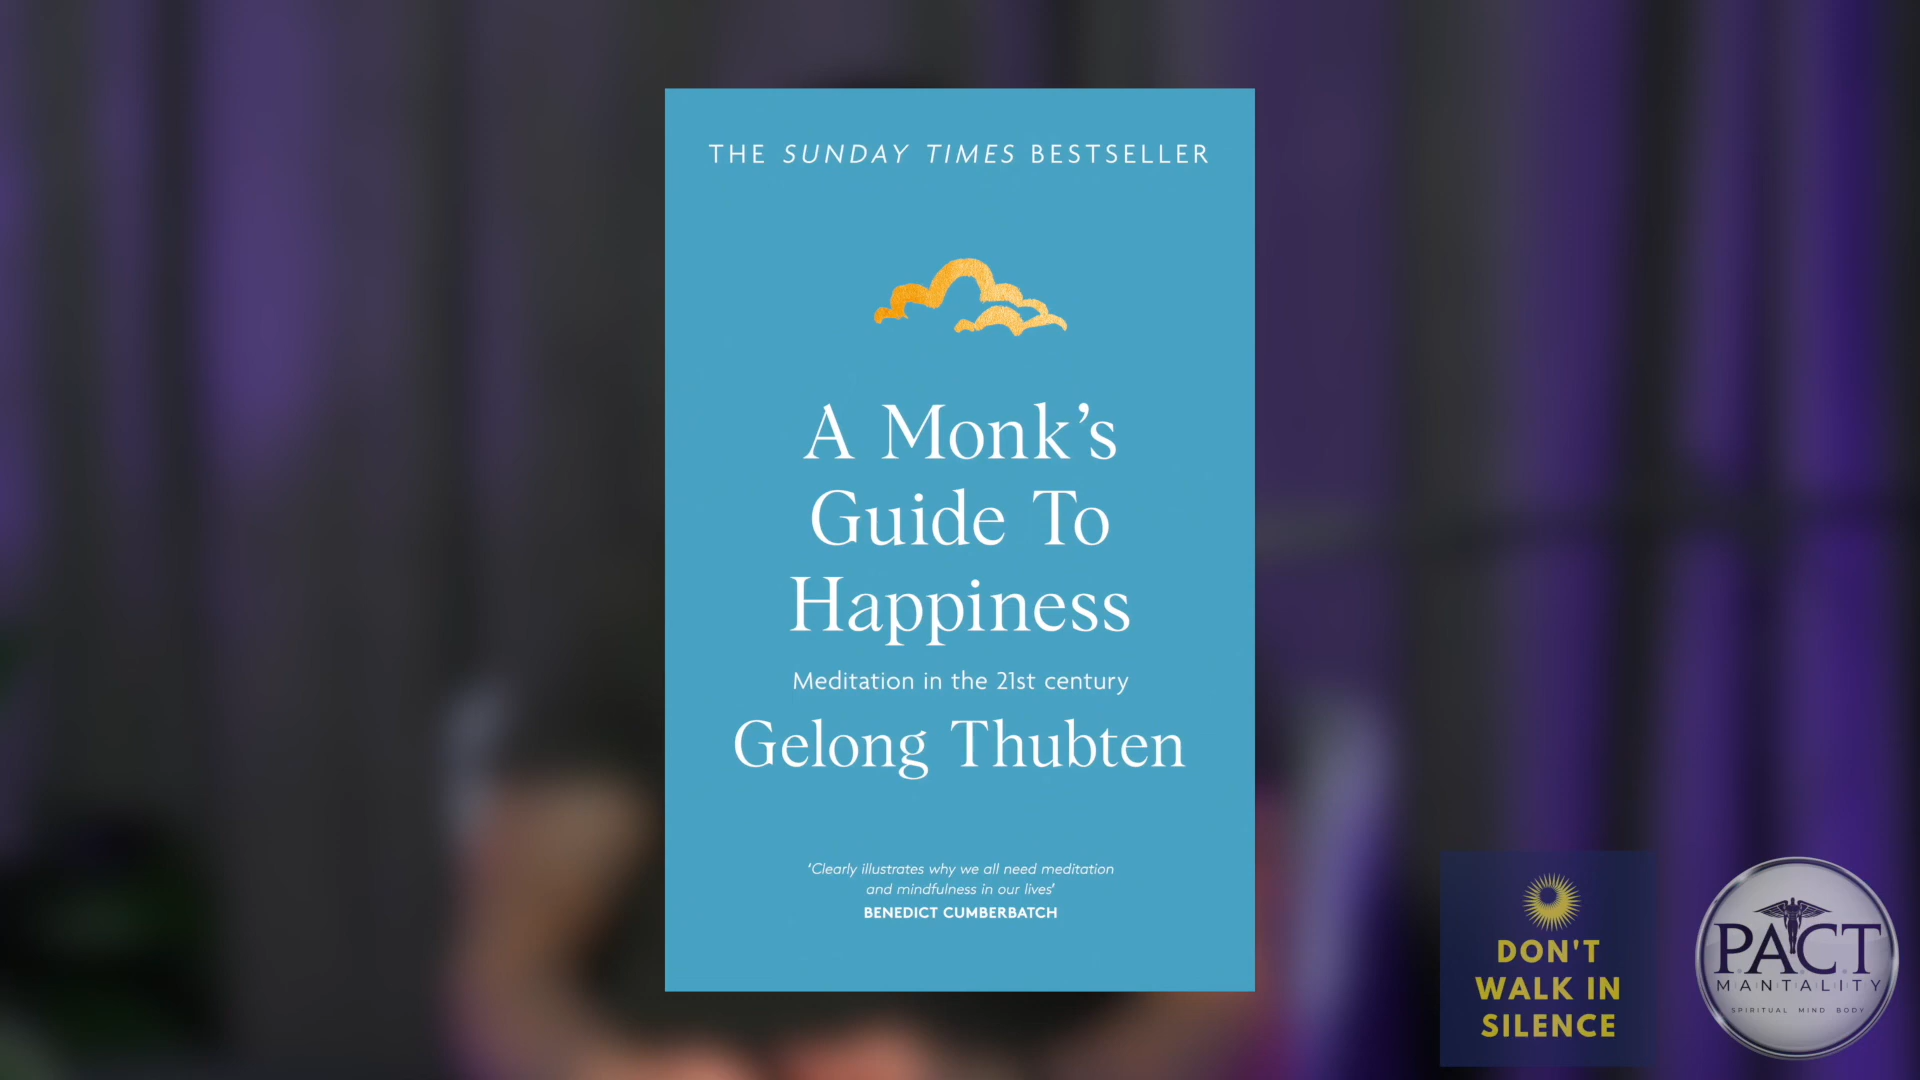 THE SUNDAY TIMES BESTSELLER
A Monk’s
Guide To
Happiness
Meditation in the 21st century
Gelong Thubten
‘Clearly illustrates why we all need meditation
and mindfulness in our lives’
BENEDICT CUMBERBATCH
DON'T
WALK IN
SILENCE
P.A.C.T
MANTALITY
SPIRITUAL MIND BODY